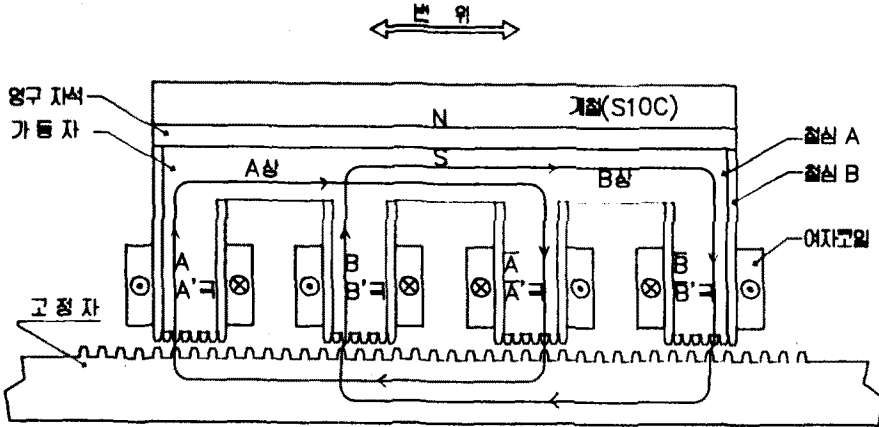 변 위
영구 자석
가 동 자
계철(S10C)
N
S
A상
B상
철심 A
철심 B
여자코일
A
A'극
B
B'극
A̅
A̅'극
B̅
B̅'극
고 정 자